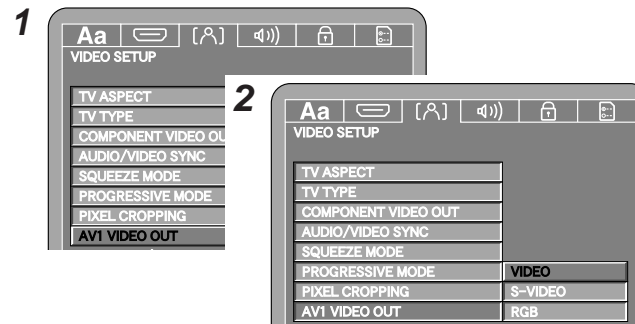 1
Aa
VIDEO SETUP
TV ASPECT
TV TYPE
COMPONENT VIDEO OU
AUDIO/VIDEO SYNC
SQUEEZE MODE
PROGRESSIVE MODE
PIXEL CROPPING
AV1 VIDEO OUT
2
Aa
VIDEO SETUP
TV ASPECT
TV TYPE
COMPONENT VIDEO OUT
AUDIO/VIDEO SYNC
SQUEEZE MODE
PROGRESSIVE MODE VIDEO
PIXEL CROPPING S-VIDEO
AV1 VIDEO OUT RGB